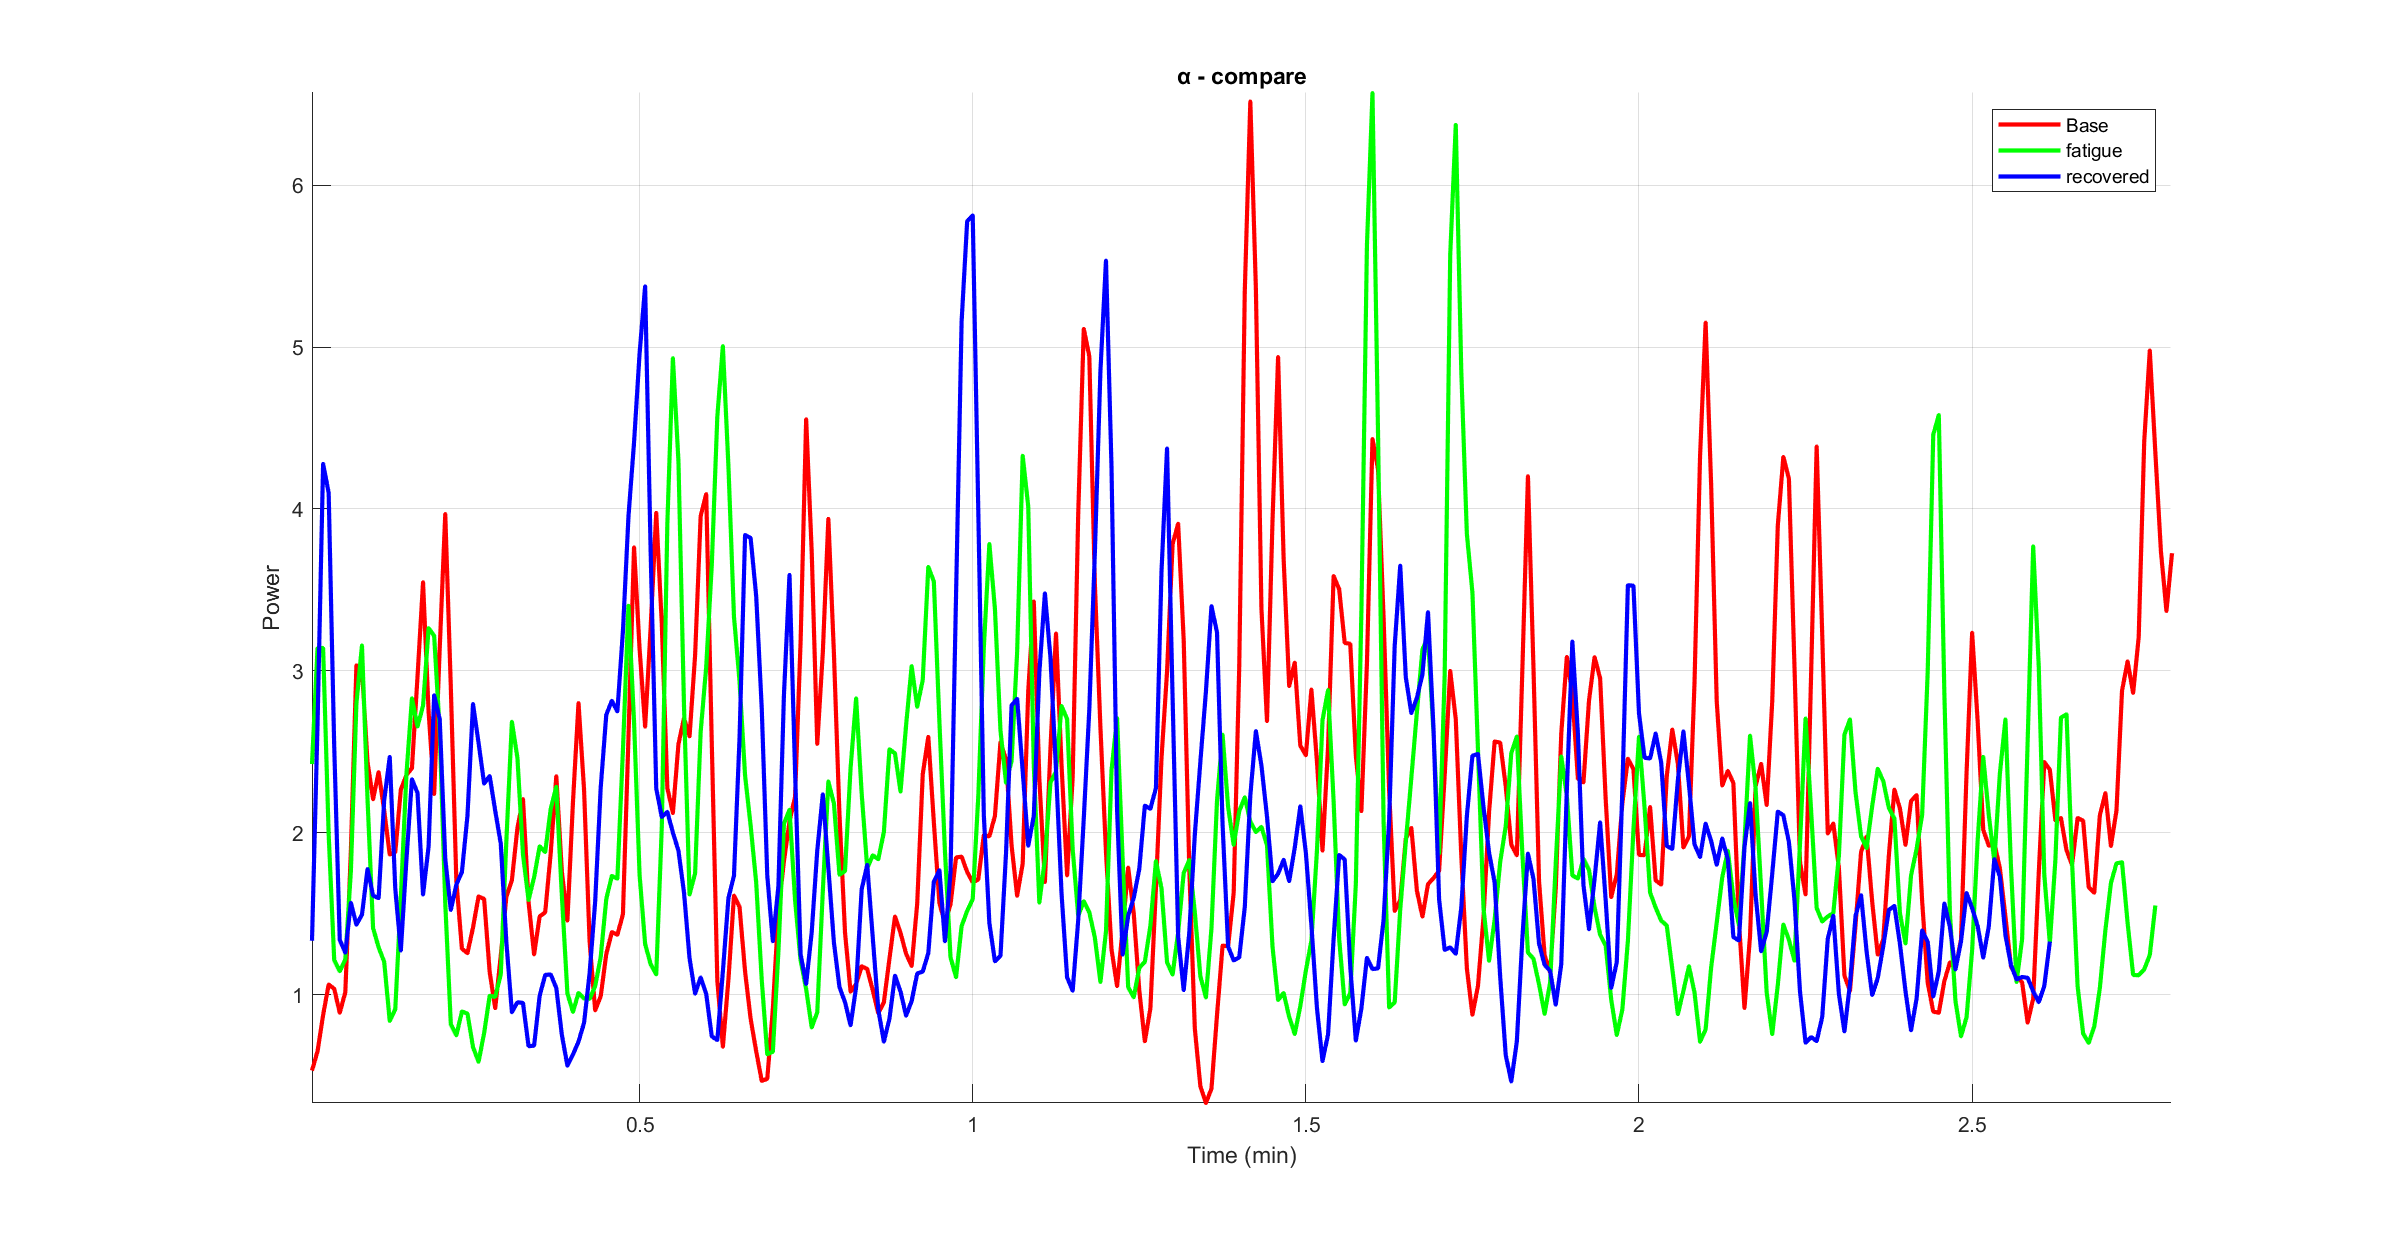 α - compare
Base
fatigue
recovered
6
5
4
3
2
1
Power
0.5 1 1.5 2 2.5
Time (min)